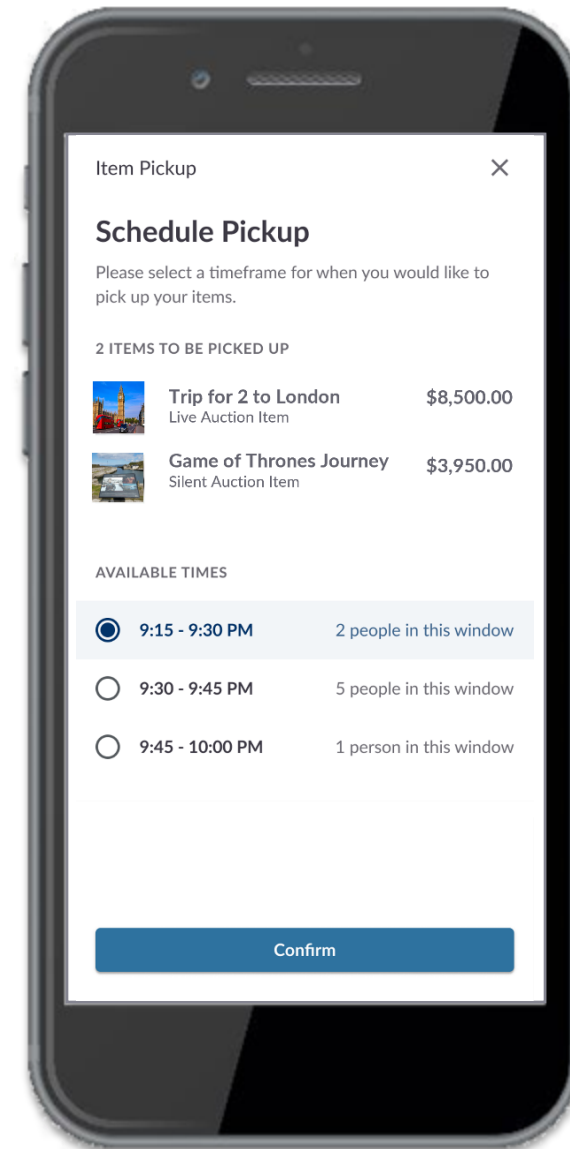 Item Pickup
Schedule Pickup
Please select a timeframe for when you would like to
pick up your items.
2 ITEMS TO BE PICKED UP
Trip for 2 to London $8,500.00
Live Auction Item
Game of Thrones Journey $3,950.00
Silent Auction Item
AVAILABLE TIMES
9:15 - 9:30 PM 2 people in this window
9:30 - 9:45 PM 5 people in this window
9:45 - 10:00 PM 1 person in this window
Confirm